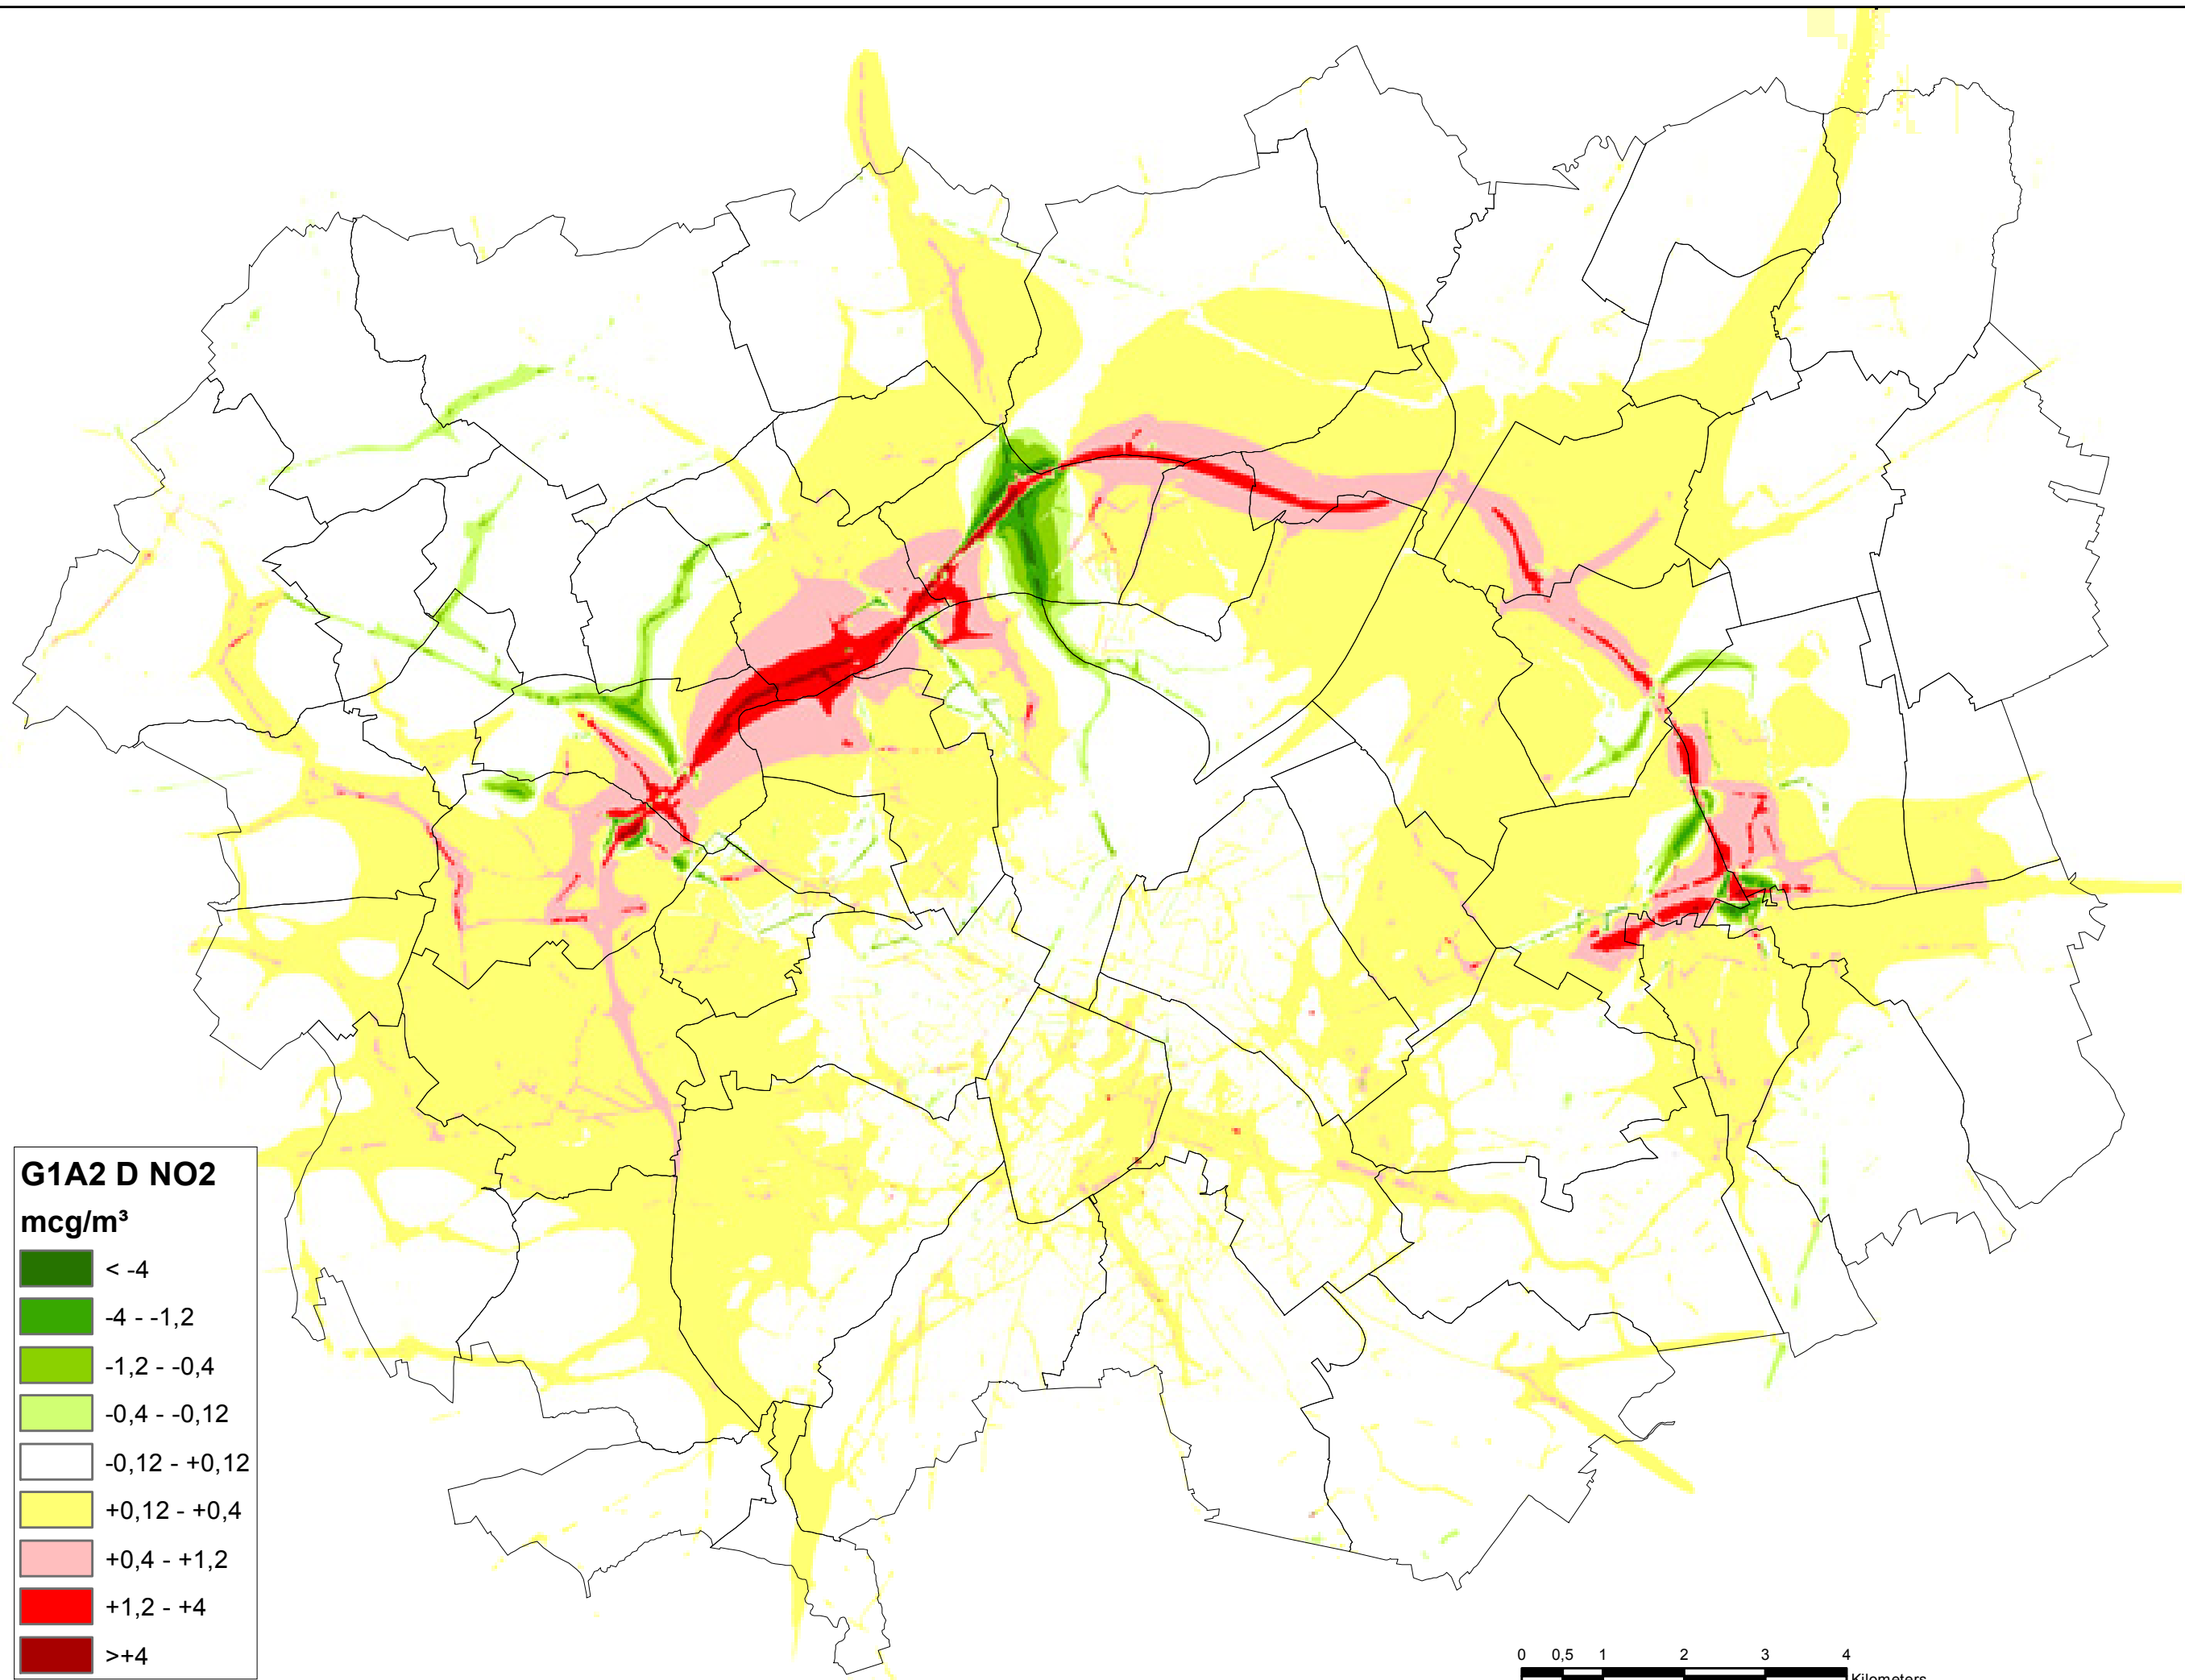 G1A2 D NO2
mcg/m³
< -4
-4 - -1,2
-1,2 - -0,4
-0,4 - -0,12
-0,12 - +0,12
+0,12 - +0,4
+0,4 - +1,2
+1,2 - +4
>+4
0 0,5 1 2 3 4
Kilometers